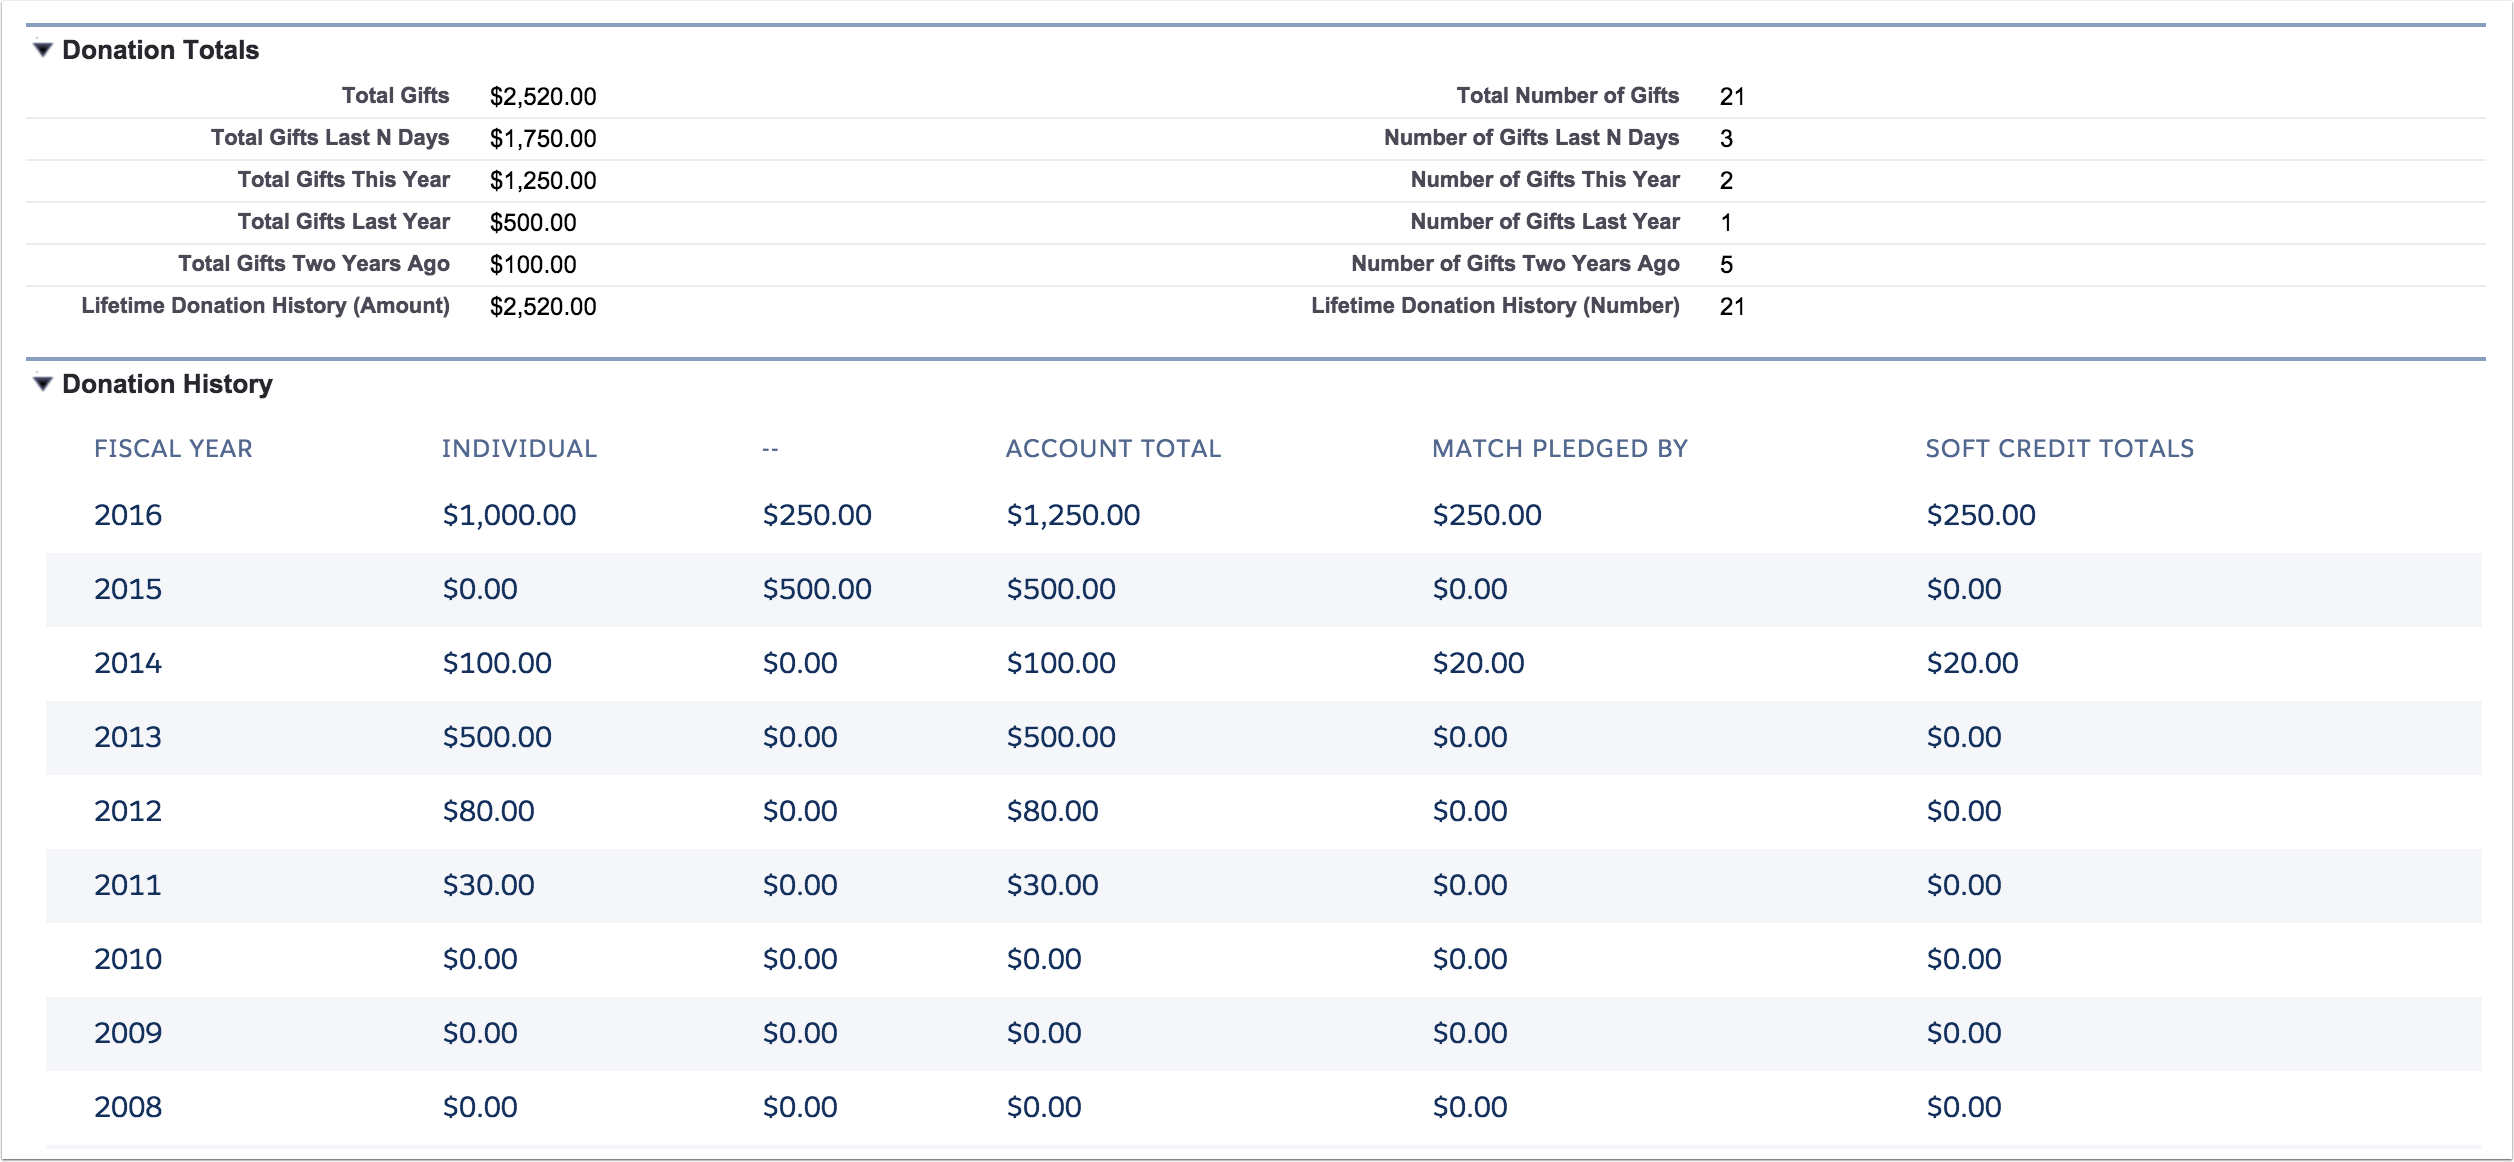 Donation Totals
Total Gifts $2,520.00 Total Number of Gifts 21
Total Gifts Last N Days $1,750.00 Number of Gifts Last N Days 3
Total Gifts This Year $1,250.00 Number of Gifts This Year 2
Total Gifts Last Year $500.00 Number of Gifts Last Year 1
Total Gifts Two Years Ago $100.00 Number of Gifts Two Years Ago 5
Lifetime Donation History (Amount) $2,520.00 Lifetime Donation History (Number) 21
Donation History
FISCAL YEAR INDIVIDUAL -- ACCOUNT TOTAL MATCH PLEDGED BY SOFT CREDIT TOTALS
2016 $1,000.00 $250.00 $1,250.00 $250.00 $250.00
2015 $0.00 $500.00 $500.00 $0.00 $0.00
2014 $100.00 $0.00 $100.00 $20.00 $20.00
2013 $500.00 $0.00 $500.00 $0.00 $0.00
2012 $80.00 $0.00 $80.00 $0.00 $0.00
2011 $30.00 $0.00 $30.00 $0.00 $0.00
2010 $0.00 $0.00 $0.00 $0.00 $0.00
2009 $0.00 $0.00 $0.00 $0.00 $0.00
2008 $0.00 $0.00 $0.00 $0.00 $0.00